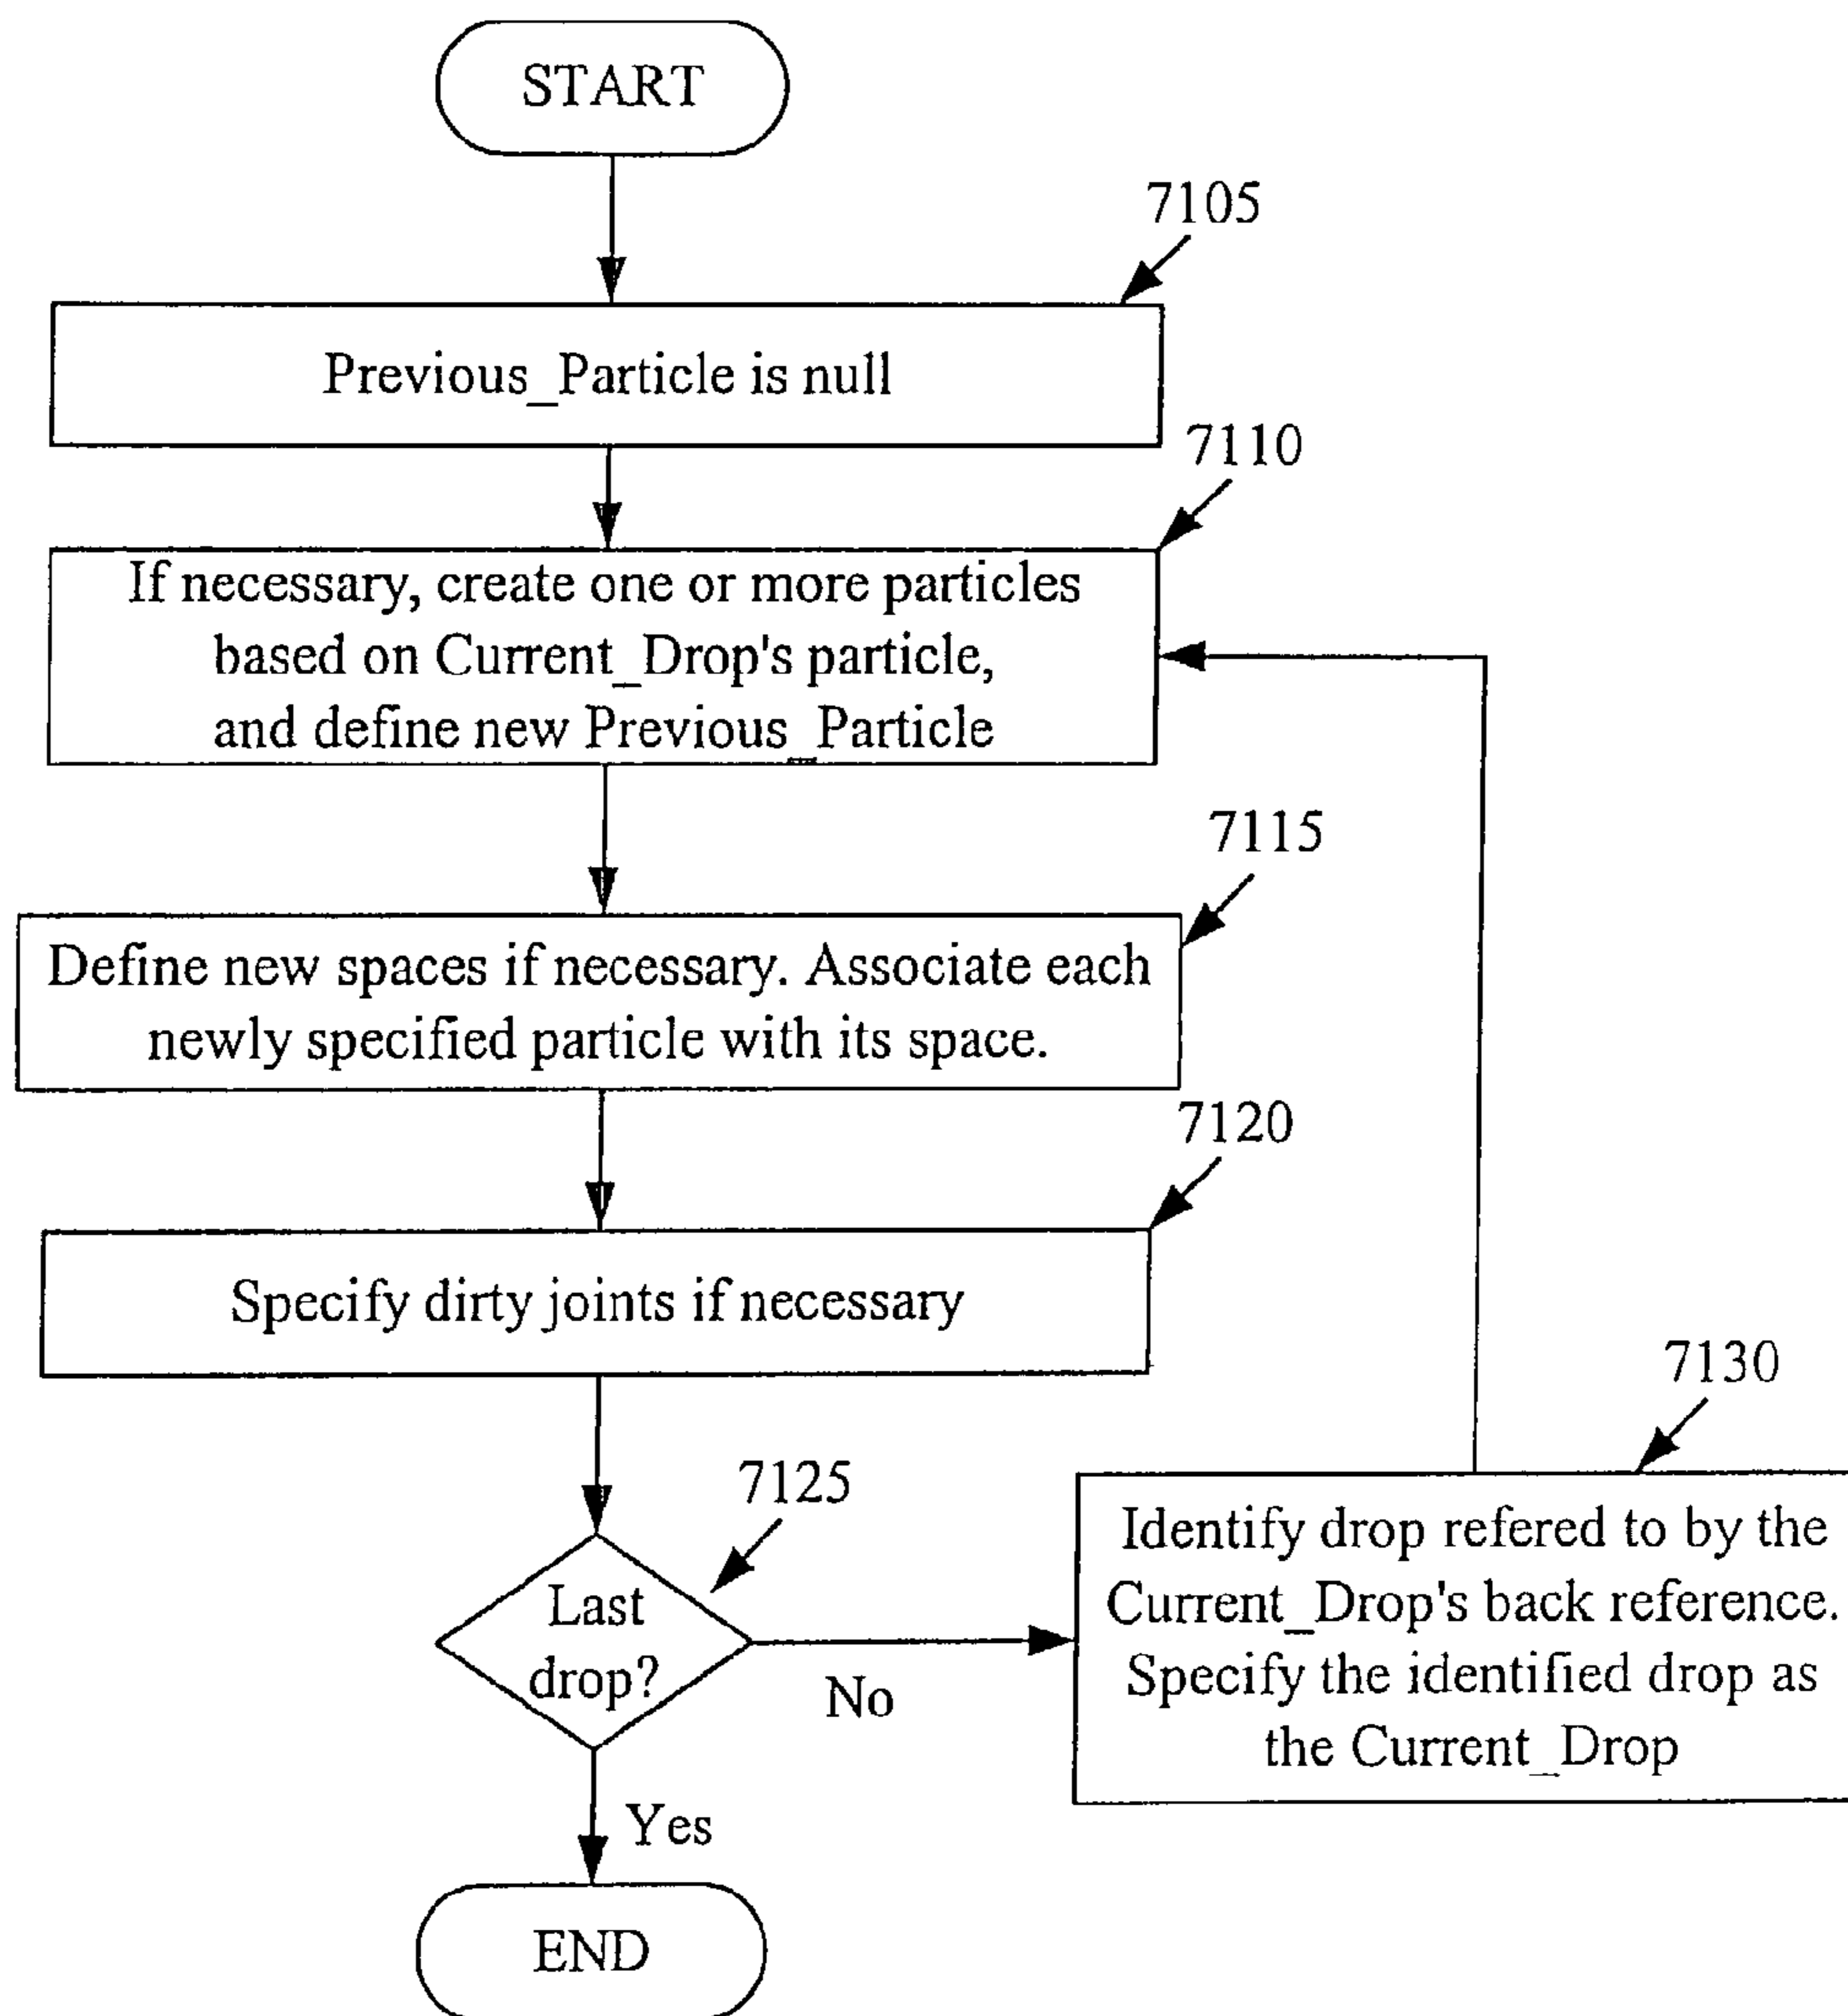 START
7105
Previous_Particle is null
7110
If necessary, create one or more particles
based on Current_Drop's particle,
and define new Previous_Particle
7115
Define new spaces if necessary. Associate each
newly specified particle with its space.
7120
Specify dirty joints if necessary
7125
Last
drop?
No
7130
Identify drop refered to by the
Current_Drop's back reference.
Specify the identified drop as
the Current_Drop
Yes
END